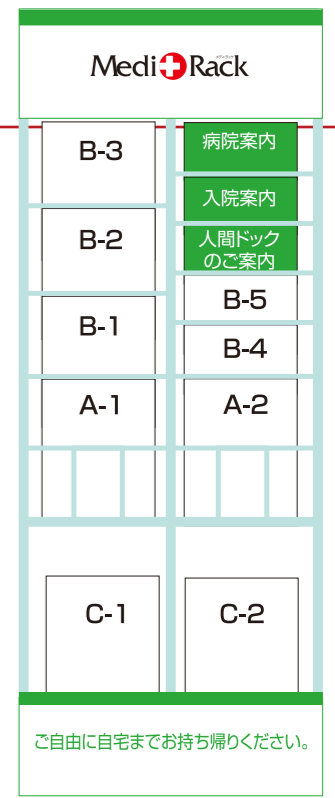 Medi Rack
B-3
病院案内
入院案内
B-2
人間ドック
のご案内
B-5
B-1
B-4
A-1
A-2
C-1
C-2
ご自由に自宅までお持ち帰りください。